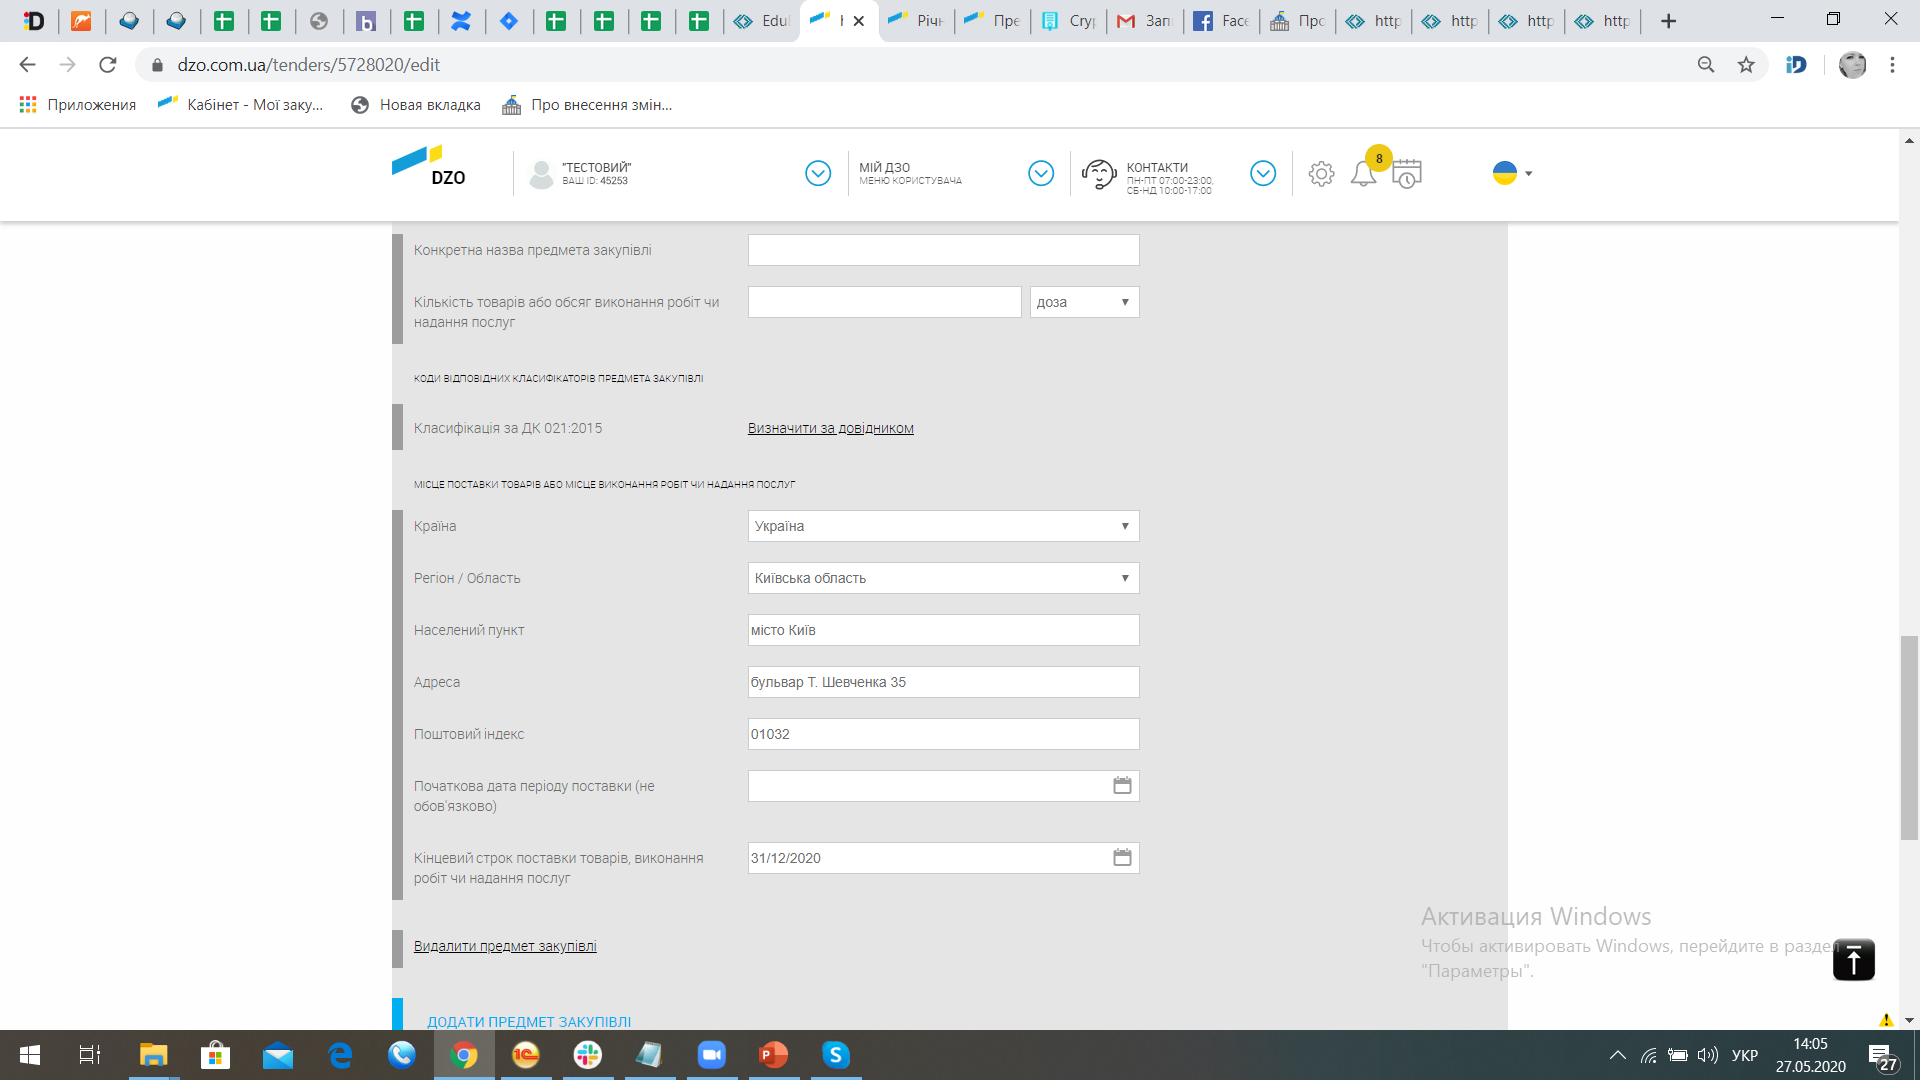 Edu
Річн
Пре
Cryp
Запи
Face
Про
http
http
http
http
dzo.com.ua/tenders/5728020/edit
Приложения
Кабінет - Мої заку...
Новая вкладка
Про внесення змін...
DZO
"ТЕСТОВИЙ"
ВАШ ID: 45253
МІЙ ДЗО
МЕНЮ КОРИСТУВАЧА
КОНТАКТИ
ПН-ПТ 07:00-23:00,
СБ-НД 10:00-17:00
8
Конкретна назва предмета закупівлі
Кількість товарів або обсяг виконання робіт чи
надання послуг
доза
КОДИ ВІДПОВІДНИХ КЛАСИФІКАТОРІВ ПРЕДМЕТА ЗАКУПІВЛІ
Класифікація за ДК 021:2015
Визначити за довідником
МІСЦЕ ПОСТАВКИ ТОВАРІВ АБО МІСЦЕ ВИКОНАННЯ РОБІТ ЧИ НАДАННЯ ПОСЛУГ
Країна
Україна
Регіон / Область
Київська область
Населений пункт
місто Київ
Адреса
бульвар Т. Шевченка 35
Поштовий індекс
01032
Початкова дата періоду поставки (не
обов'язково)
Кінцевий строк поставки товарів, виконання
робіт чи надання послуг
31/12/2020
Видалити предмет закупівлі
ДОДАТИ ПРЕДМЕТ ЗАКУПІВЛІ
Активация Windows
Чтобы активировать Windows, перейдите в раздел
"Параметры".
УКР
14:05
27.05.2020
27